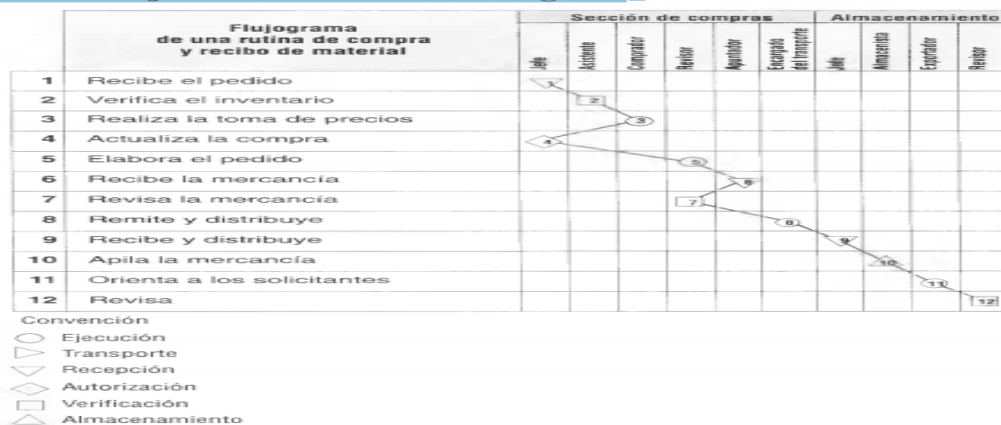 Flujograma
de una rutina de compra
y recibo de material
Sección de compras
Almacenamiento
Jefe
Asistente
Comprador
Revisor
Apuntador
Encargado
del transporte
Jefe
Almacenista
Exportador
Revisor
1 Recibe el pedido
2 Verifica el inventario
3 Realiza la toma de precios
4 Actualiza la compra
5 Elabora el pedido
6 Recibe la mercancía
7 Revisa la mercancía
8 Remite y distribuye
9 Recibe y distribuye
10 Apila la mercancía
11 Orienta a los solicitantes
12 Revisa
1
2
3
4
5
6
7
8
9
10
11
12
Convención
Ejecución
Transporte
Recepción
Autorización
Verificación
Almacenamiento